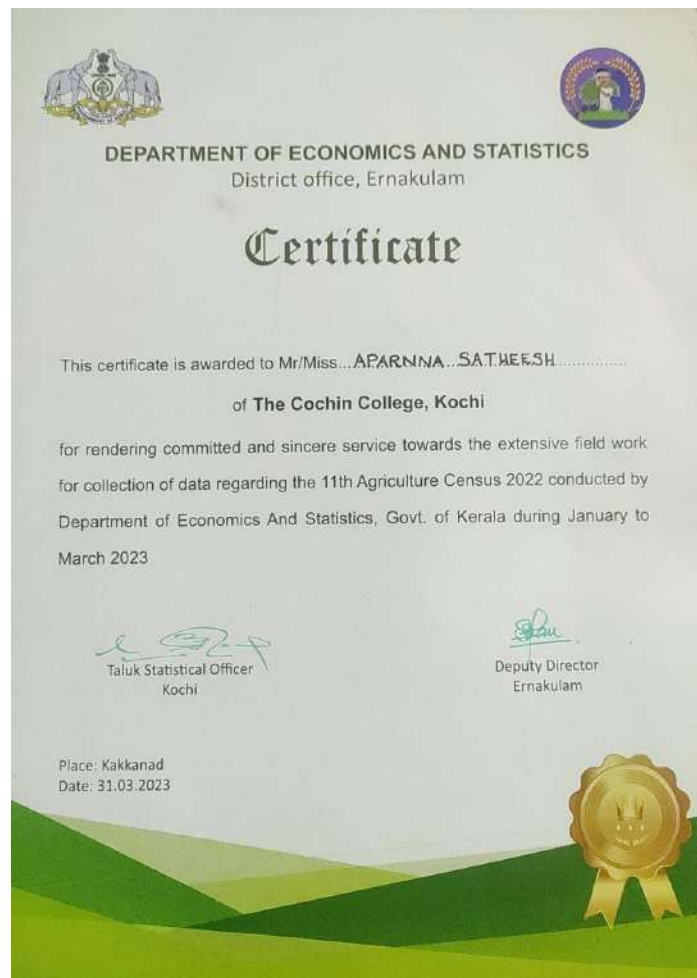 DEPARTMENT OF ECONOMICS AND STATISTICS
District office, Ernakulam
Certificate
This certificate is awarded to Mr/Miss...APARNNA...SATHEESH..............
of The Cochin College, Kochi
for rendering committed and sincere service towards the extensive field work
for collection of data regarding the 11th Agriculture Census 2022 conducted by
Department of Economics And Statistics, Govt. of Kerala during January to
March 2023
Taluk Statistical Officer
Kochi
Deputy Director
Ernakulam
Place: Kakkanad
Date: 31.03.2023